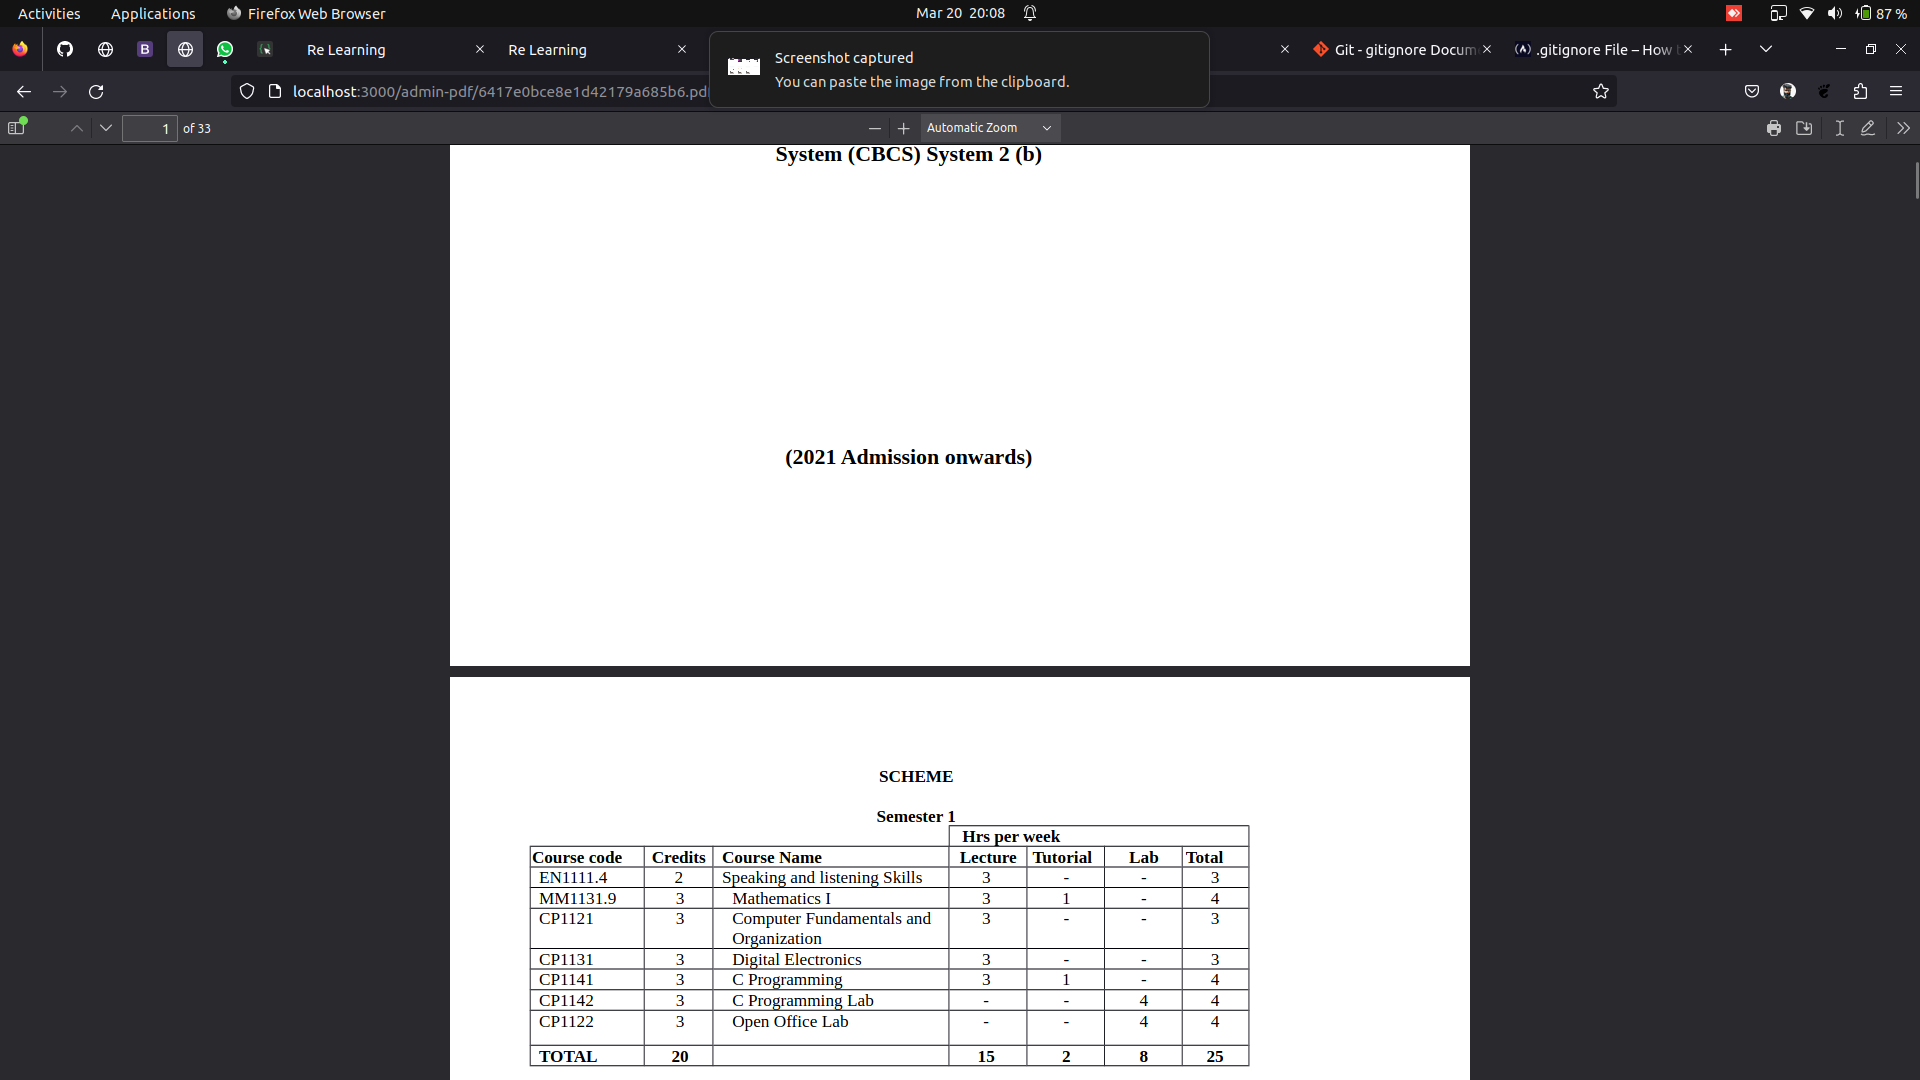 Activities Applications Firefox Web Browser Mar 20 20:08 87 %
B Re Learning Re Learning Git - gitignore Docum .gitignore File – How
Screenshot captured
You can paste the image from the clipboard.
localhost:3000/admin-pdf/6417e0bce8e1d42179a685b6.pd
1 of 33 Automatic Zoom
System (CBCS) System 2 (b)
(2021 Admission onwards)
SCHEME
Semester 1
Hrs per week
Course code Credits Course Name Lecture Tutorial Lab Total
EN1111.4 2 Speaking and listening Skills 3 - - 3
MM1131.9 3 Mathematics I 3 1 - 4
CP1121 3 Computer Fundamentals and 3 - - 3
Organization
CP1131 3 Digital Electronics 3 - - 3
CP1141 3 C Programming 3 1 - 4
CP1142 3 C Programming Lab - - 4 4
CP1122 3 Open Office Lab - - 4 4
TOTAL 20 15 2 8 25